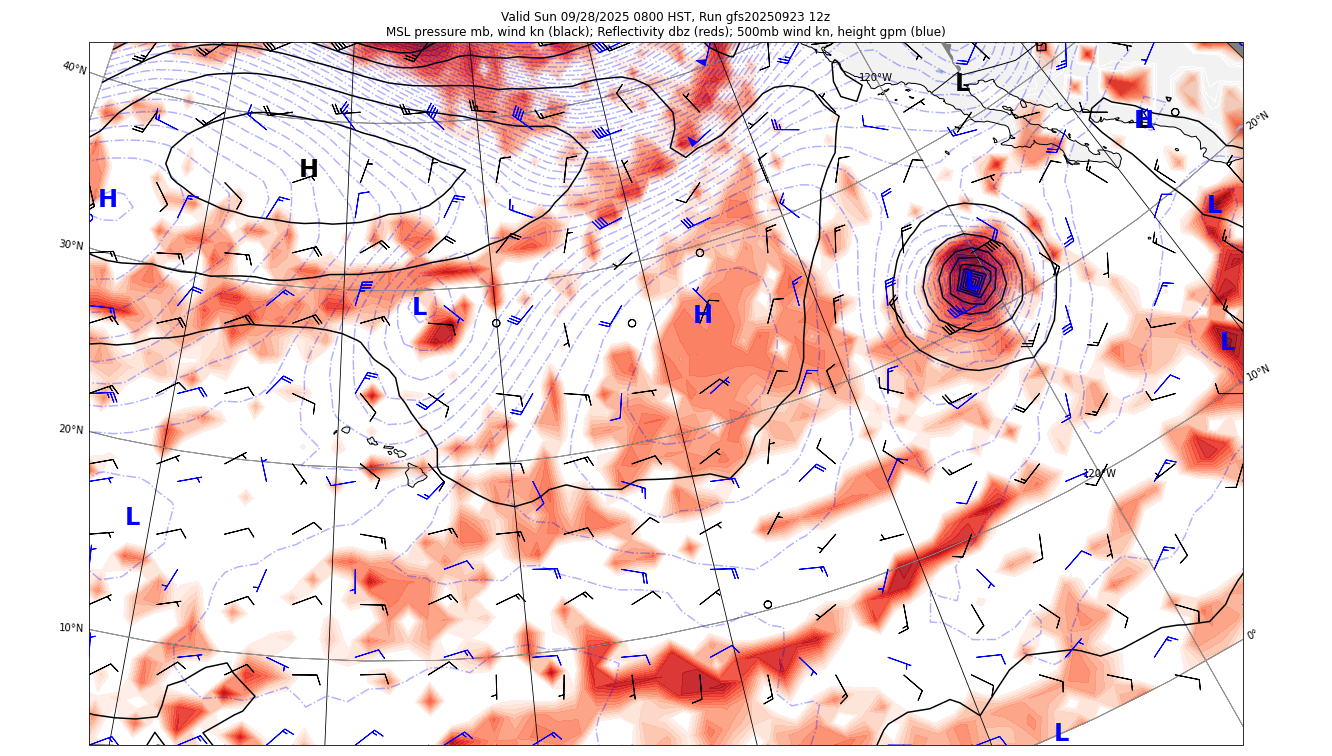 Valid Sun 09/28/2025 0800 HST, Run gfs20250923 12z
MSL pressure mb, wind kn (black); Reflectivity dbz (reds); 500mb wind kn, height gpm (blue)
40°N
120°W
L
20°N
H
H
H
L
30°N
L
H
L
10°N
20°N
120°W
L
10°N
0°
L